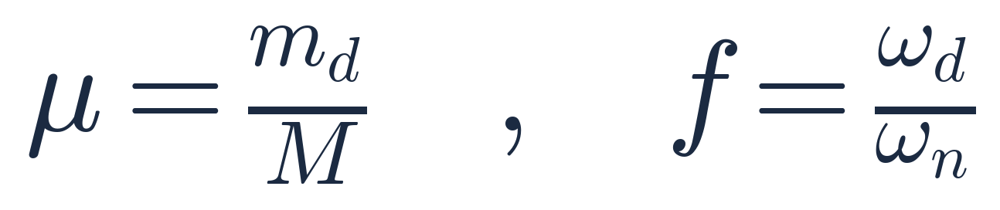 μ = m_d / M , f = ω_d / ω_n